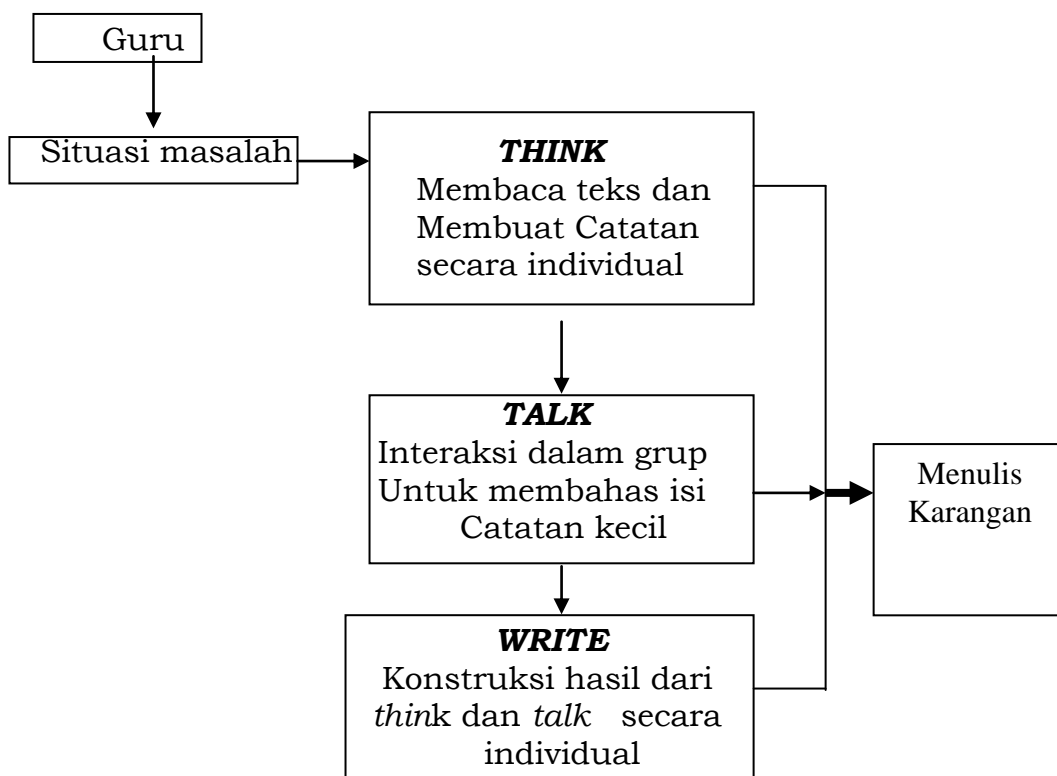 Guru
Situasi masalah
THINK
Membaca teks dan
Membuat Catatan
secara individual
TALK
Interaksi dalam grup
Untuk membahas isi
Catatan kecil
Menulis
Karangan
WRITE
Konstruksi hasil dari
think dan talk secara
individual